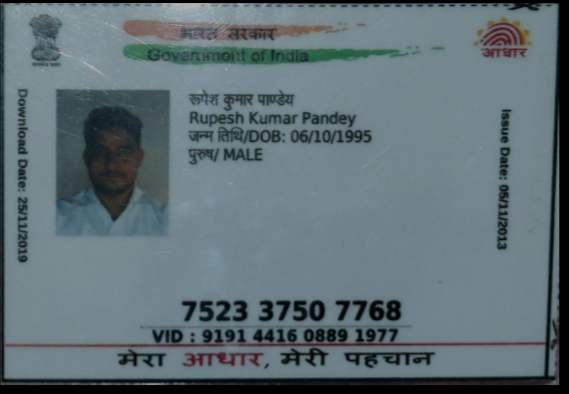 भारत सरकार
Government of India
आधार
Download Date: 25/11/2019
रूपेश कुमार पाण्डेय
Rupesh Kumar Pandey
जन्म तिथि/DOB: 06/10/1995
पुरुष/ MALE
Issue Date: 05/11/2013
7523 3750 7768
VID : 9191 4416 0889 1977
मेरा आधार, मेरी पहचान